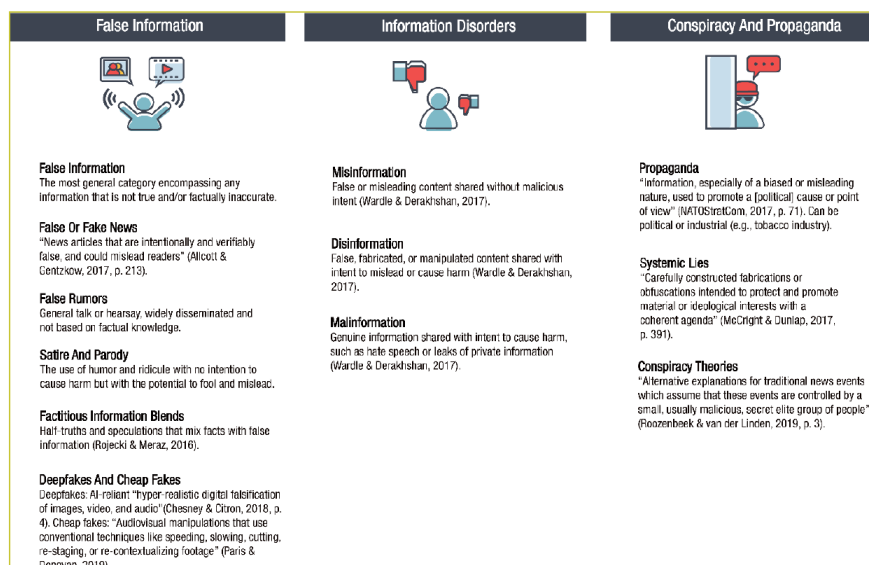 False Information
Information Disorders
Conspiracy And Propaganda
False Information
The most general category encompassing any
information that is not true and/or factually inaccurate.
False Or Fake News
“News articles that are intentionally and verifiably
false, and could mislead readers” (Allcott &
Gentzkow, 2017, p. 213).
False Rumors
General talk or hearsay, widely disseminated and
not based on factual knowledge.
Satire And Parody
The use of humor and ridicule with no intention to
cause harm but with the potential to fool and mislead.
Factitious Information Blends
Half-truths and speculations that mix facts with false
information (Rojecki & Meraz, 2016).
Deepfakes And Cheap Fakes
Deepfakes: AI-reliant “hyper-realistic digital falsification
of images, video, and audio”(Chesney & Citron, 2018, p.
4). Cheap fakes: “Audiovisual manipulations that use
conventional techniques like speeding, slowing, cutting,
re-staging, or re-contextualizing footage” (Paris &
Donovan, 2019)
Misinformation
False or misleading content shared without malicious
intent (Wardle & Derakhshan, 2017).
Disinformation
False, fabricated, or manipulated content shared with
intent to mislead or cause harm (Wardle & Derakhshan,
2017).
Malinformation
Genuine information shared with intent to cause harm,
such as hate speech or leaks of private information
(Wardle & Derakhshan, 2017).
Propaganda
“Information, especially of a biased or misleading
nature, used to promote a [political] cause or point
of view” (NATOStratCom, 2017, p. 71). Can be
political or industrial (e.g., tobacco industry).
Systemic Lies
“Carefully constructed fabrications or
obfuscations intended to protect and promote
material or ideological interests with a
coherent agenda” (McCright & Dunlap, 2017,
p. 391).
Conspiracy Theories
“Alternative explanations for traditional news events
which assume that these events are controlled by a
small, usually malicious, secret elite group of people”
(Roozenbeek & van der Linden, 2019, p. 3).